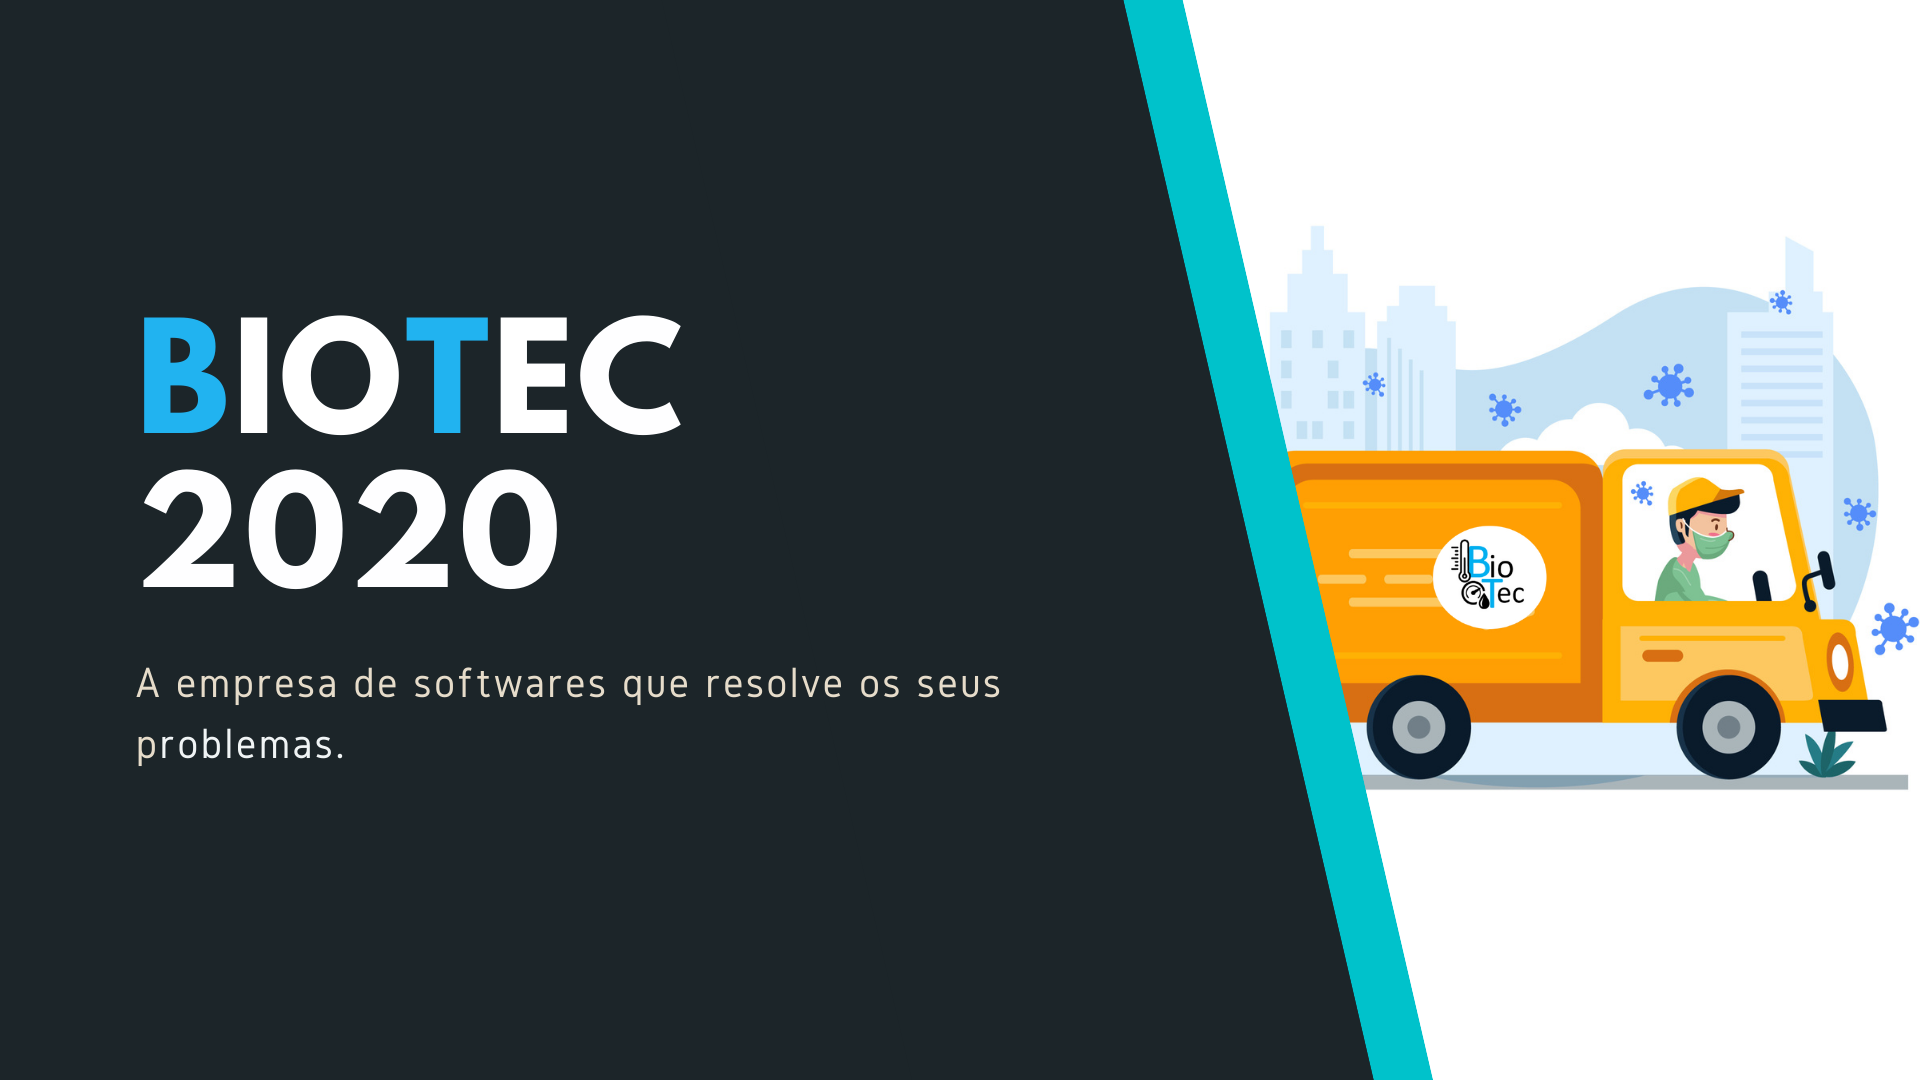 BIOTEC
2020
A empresa de softwares que resolve os seus
problemas.
Bio
Tec